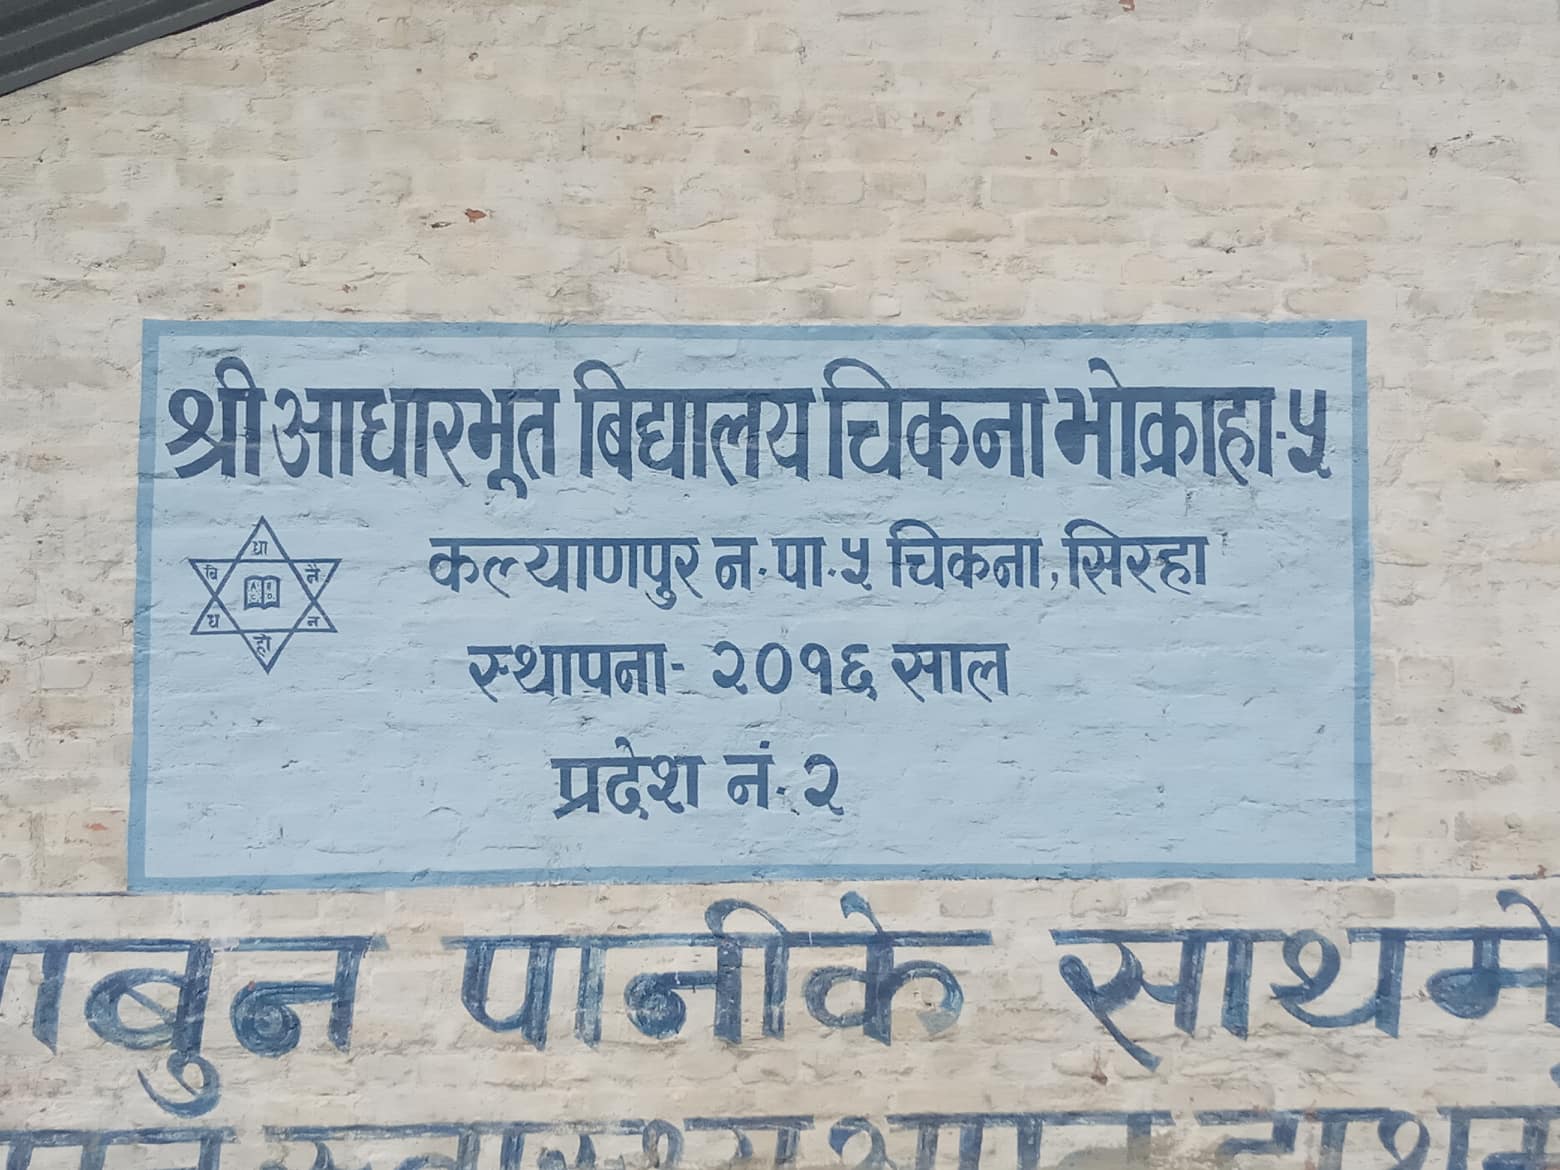 श्री आधारभूत बिद्यालय चिकना भोक्राहा-५
कल्याणपुर न.पा.५ चिकना, सिरहा
स्थापना- २०१६ साल
प्रदेश नं.२
बि
नै
घ
न
हो
पानीके साथमे